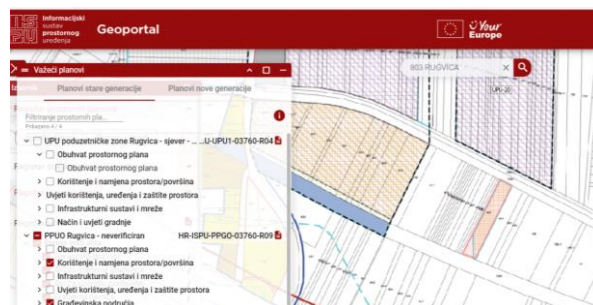 Informacijski
sustav
prostornog
uređenja
Geoportal
Your
Europe
Važeći planovi
Planovi stare generacije
Planovi nove generacije
Filtriranje prostornih pla...
Prikazano 4 / 4
UPU poduzetničke zone Rugvica - sjever - ... ...U-UPU1-03760-R04
Obuhvat prostornog plana
Obuhvat prostornog plana
Korištenje i namjena prostora/površina
Uvjeti korištenja, uređenja i zaštite prostora
Infrastrukturni sustavi i mreže
Način i uvjeti gradnje
PPUO Rugvica - neverificiran HR-ISPU-PPGO-03760-R09
Obuhvat prostornog plana
Korištenje i namjena prostora/površina
Infrastrukturni sustavi i mreže
Uvjeti korištenja, uređenja i zaštite prostora
Građevinska područja
RUGVICA
UPU-20